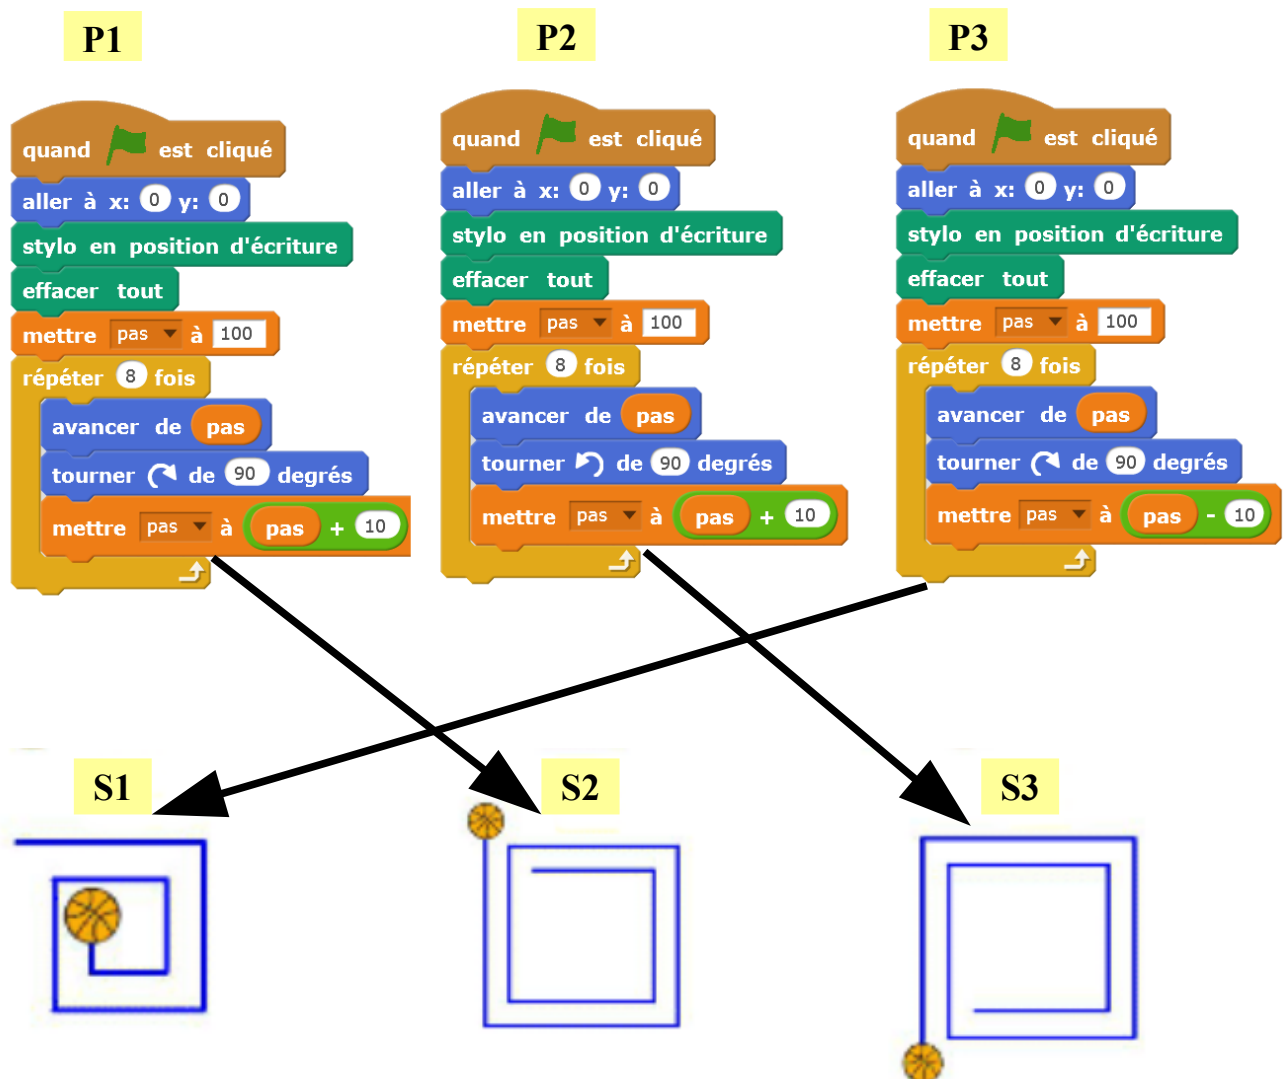 P1
quand est cliqué
aller à x: 0 y: 0
stylo en position d'écriture
effacer tout
mettre pas à 100
répéter 8 fois
avancer de pas
tourner de 90 degrés
mettre pas à pas + 10
P2
quand est cliqué
aller à x: 0 y: 0
stylo en position d'écriture
effacer tout
mettre pas à 100
répéter 8 fois
avancer de pas
tourner de 90 degrés
mettre pas à pas + 10
P3
quand est cliqué
aller à x: 0 y: 0
stylo en position d'écriture
effacer tout
mettre pas à 100
répéter 8 fois
avancer de pas
tourner de 90 degrés
mettre pas à pas - 10
S1
S2
S3